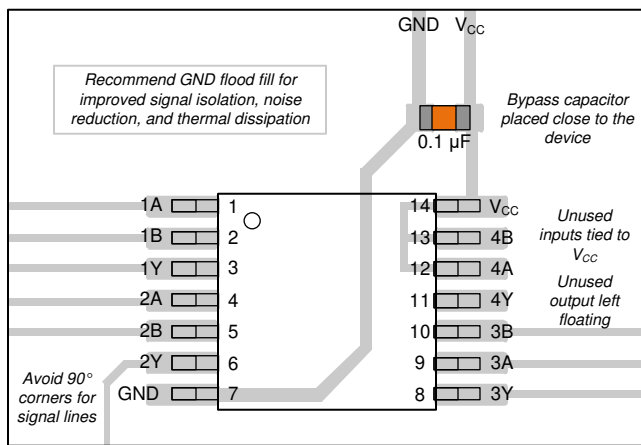 GND V_CC
Recommend GND flood fill for
improved signal isolation, noise
reduction, and thermal dissipation
Bypass capacitor
placed close to the
device
0.1 µF
1A 1 14 V_CC
1B 2 13 4B
1Y 3 12 4A
2A 4 11 4Y
2B 5 10 3B
2Y 6 9 3A
GND 7 8 3Y
Unused
inputs tied to
V_CC
Unused
output left
floating
Avoid 90°
corners for
signal lines